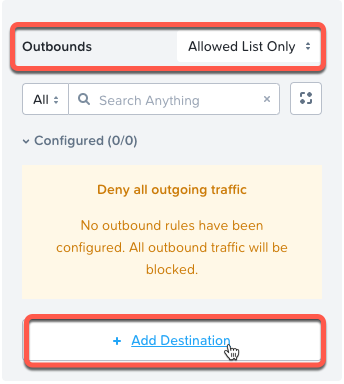 Outbounds Allowed List Only
All Search Anything ×
Configured (0/0)
Deny all outgoing traffic
No outbound rules have been
configured. All outbound traffic will be
blocked.
+ Add Destination